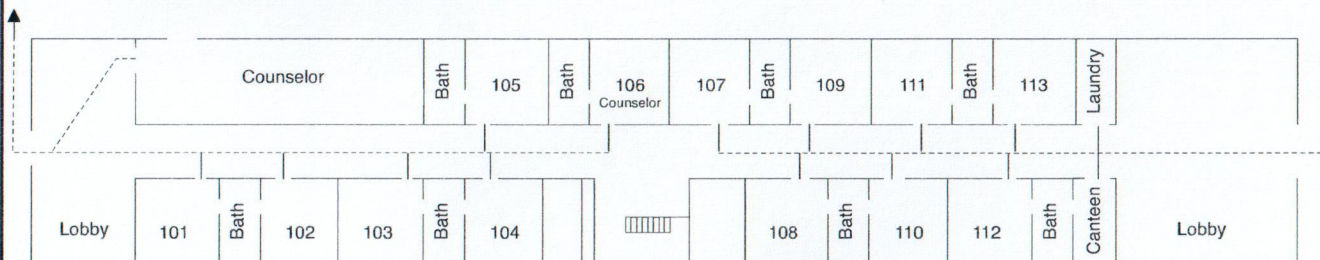 Counselor
Bath
105
Bath
106
Counselor
107
Bath
109
111
Bath
113
Laundry
Lobby
101
Bath
102
103
Bath
104
108
Bath
110
112
Bath
Canteen
Lobby